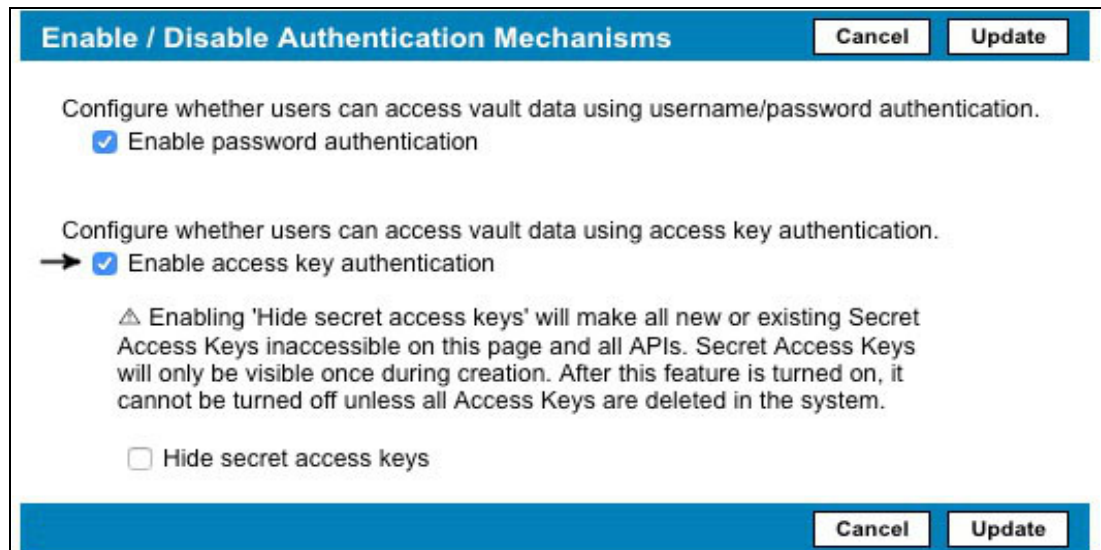 Enable / Disable Authentication Mechanisms
Cancel
Update
Configure whether users can access vault data using username/password authentication.
Enable password authentication
Configure whether users can access vault data using access key authentication.
Enable access key authentication
⚠ Enabling 'Hide secret access keys' will make all new or existing Secret
Access Keys inaccessible on this page and all APIs. Secret Access Keys
will only be visible once during creation. After this feature is turned on, it
cannot be turned off unless all Access Keys are deleted in the system.
Hide secret access keys
Cancel
Update